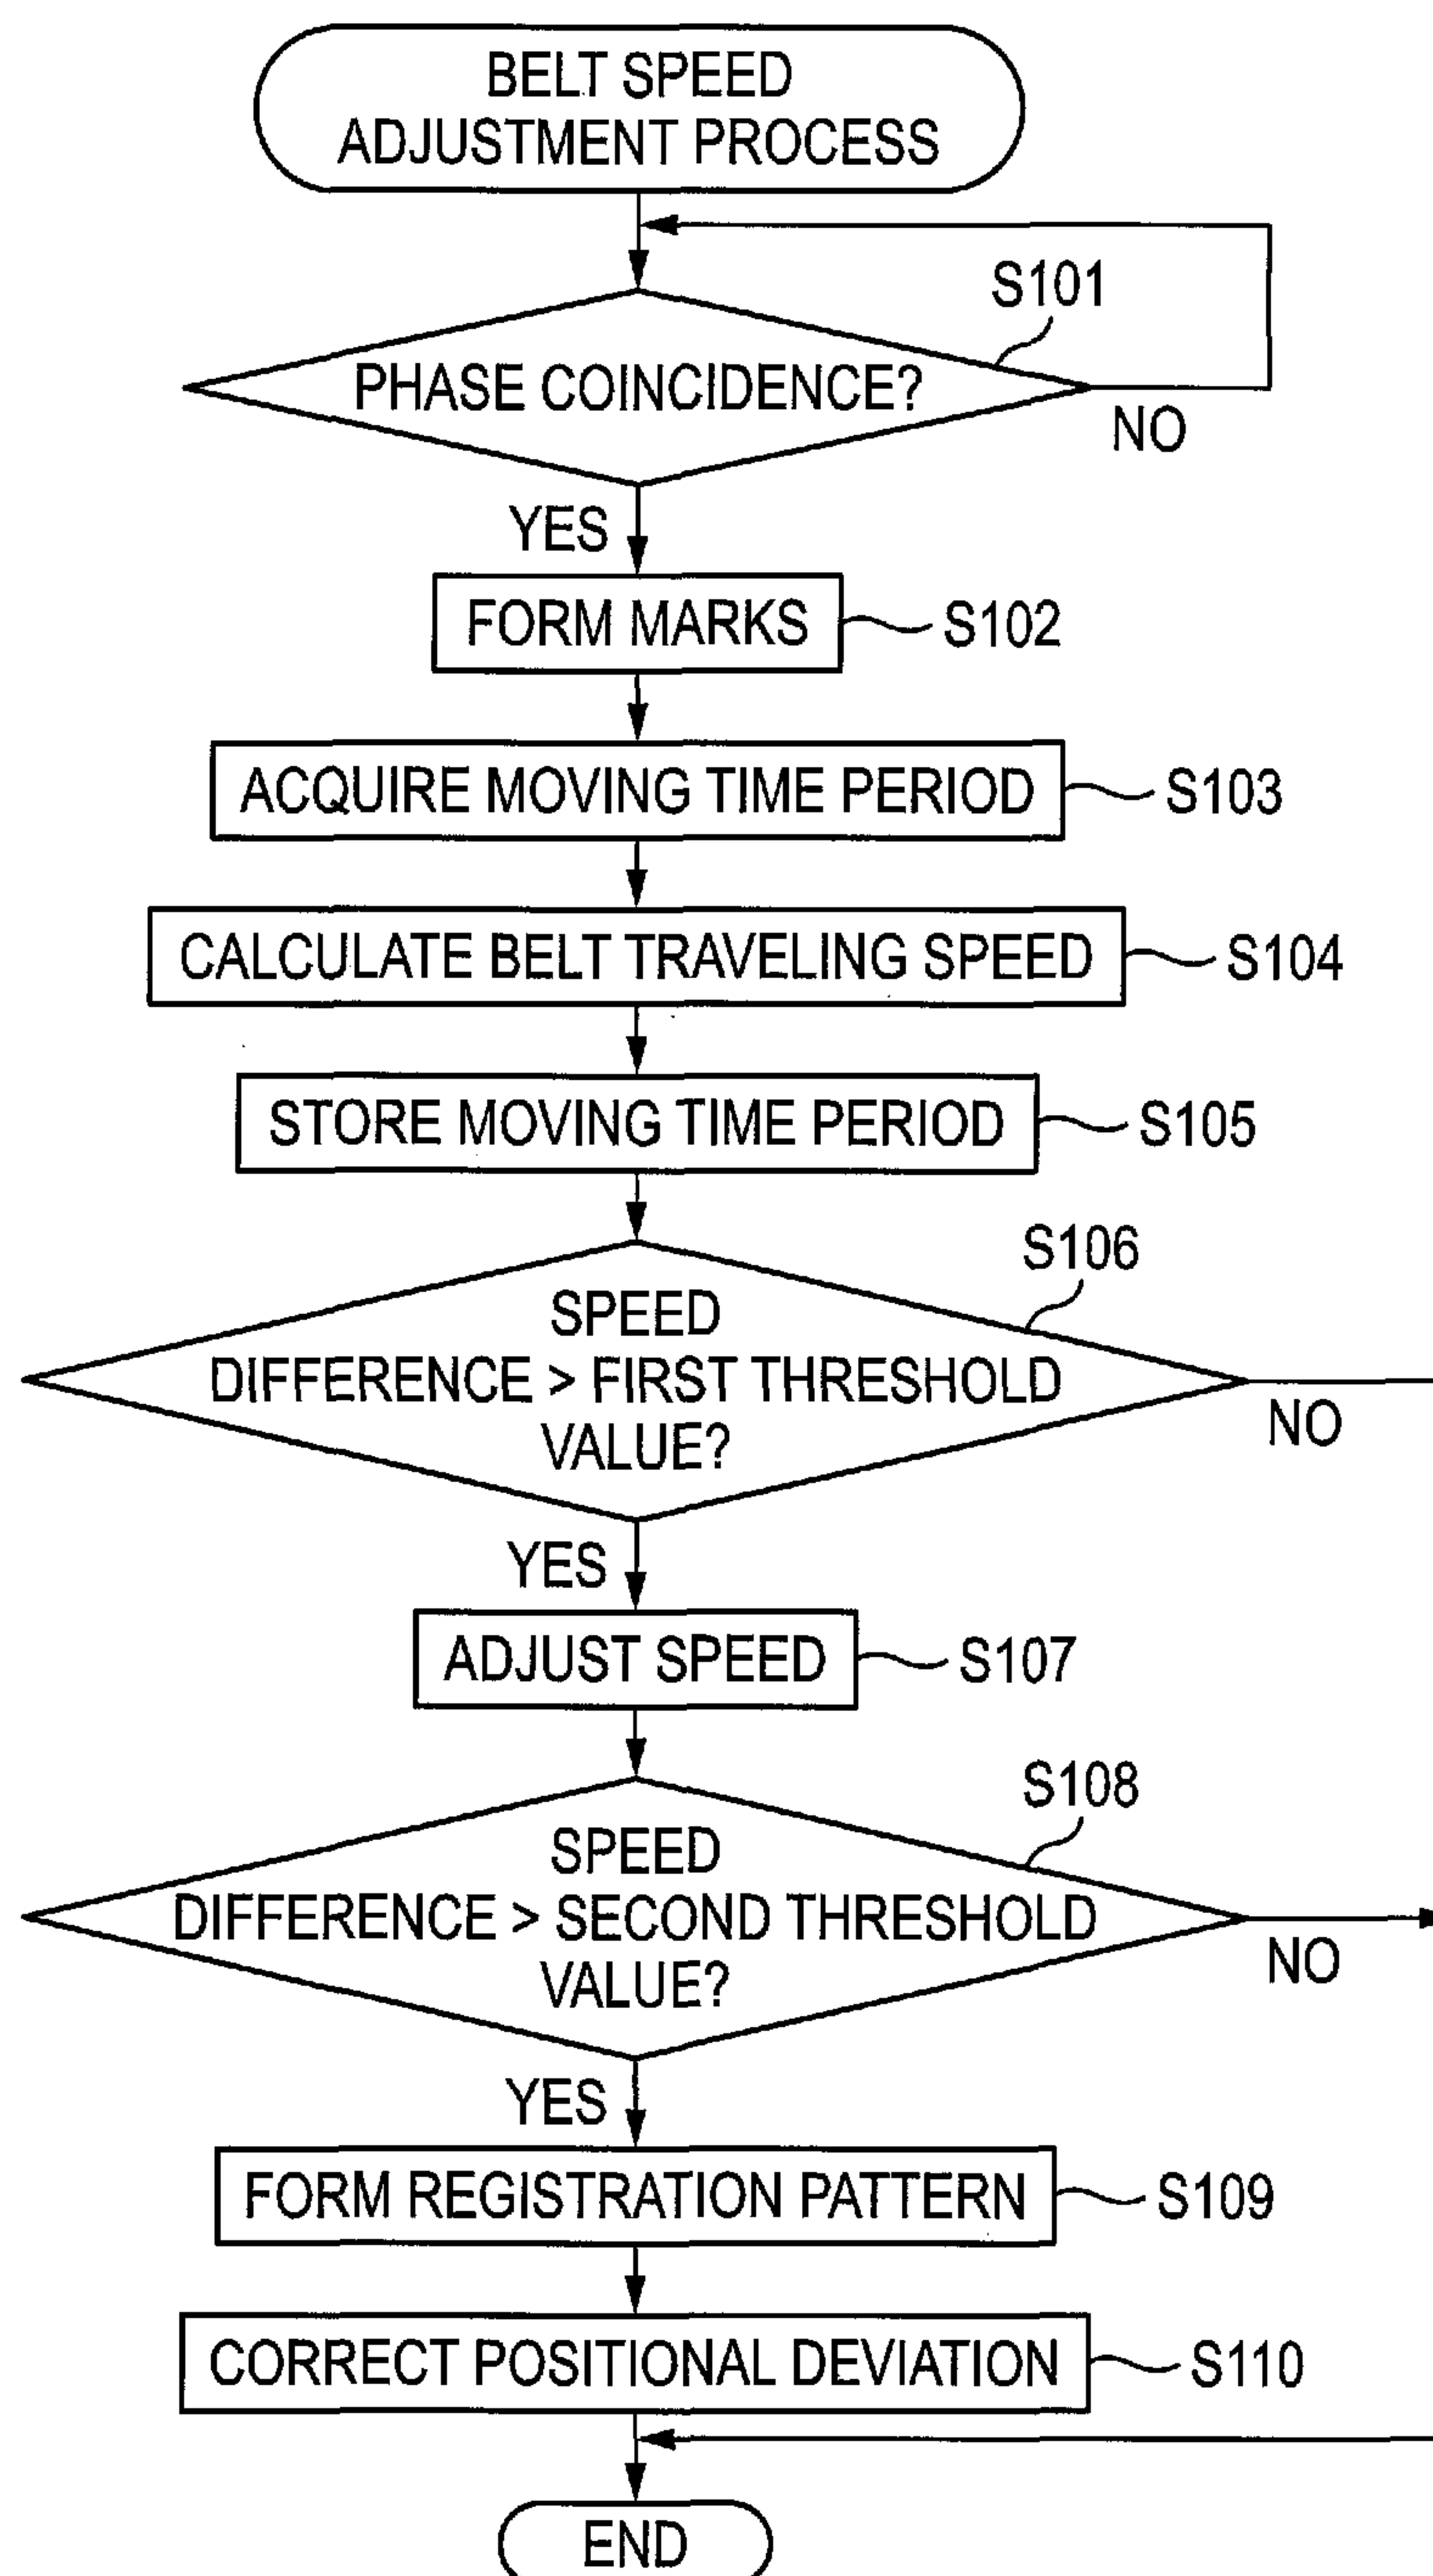 BELT SPEED
ADJUSTMENT PROCESS
S101
PHASE COINCIDENCE?
NO
YES
FORM MARKS
S102
ACQUIRE MOVING TIME PERIOD
S103
CALCULATE BELT TRAVELING SPEED
S104
STORE MOVING TIME PERIOD
S105
S106
SPEED
DIFFERENCE > FIRST THRESHOLD
VALUE?
NO
YES
ADJUST SPEED
S107
S108
SPEED
DIFFERENCE > SECOND THRESHOLD
VALUE?
NO
YES
FORM REGISTRATION PATTERN
S109
CORRECT POSITIONAL DEVIATION
S110
END